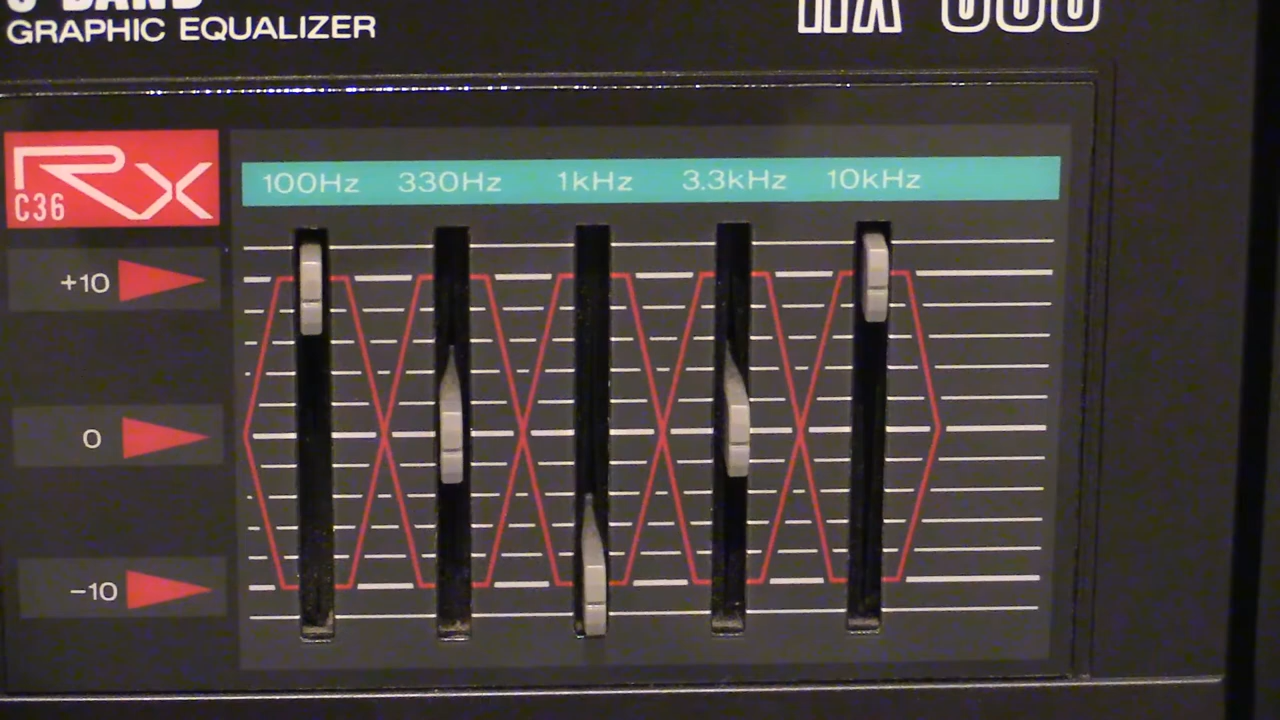 GRAPHIC EQUALIZER
RX
C36
100Hz 330Hz 1kHz 3.3kHz 10kHz
+10
0
-10